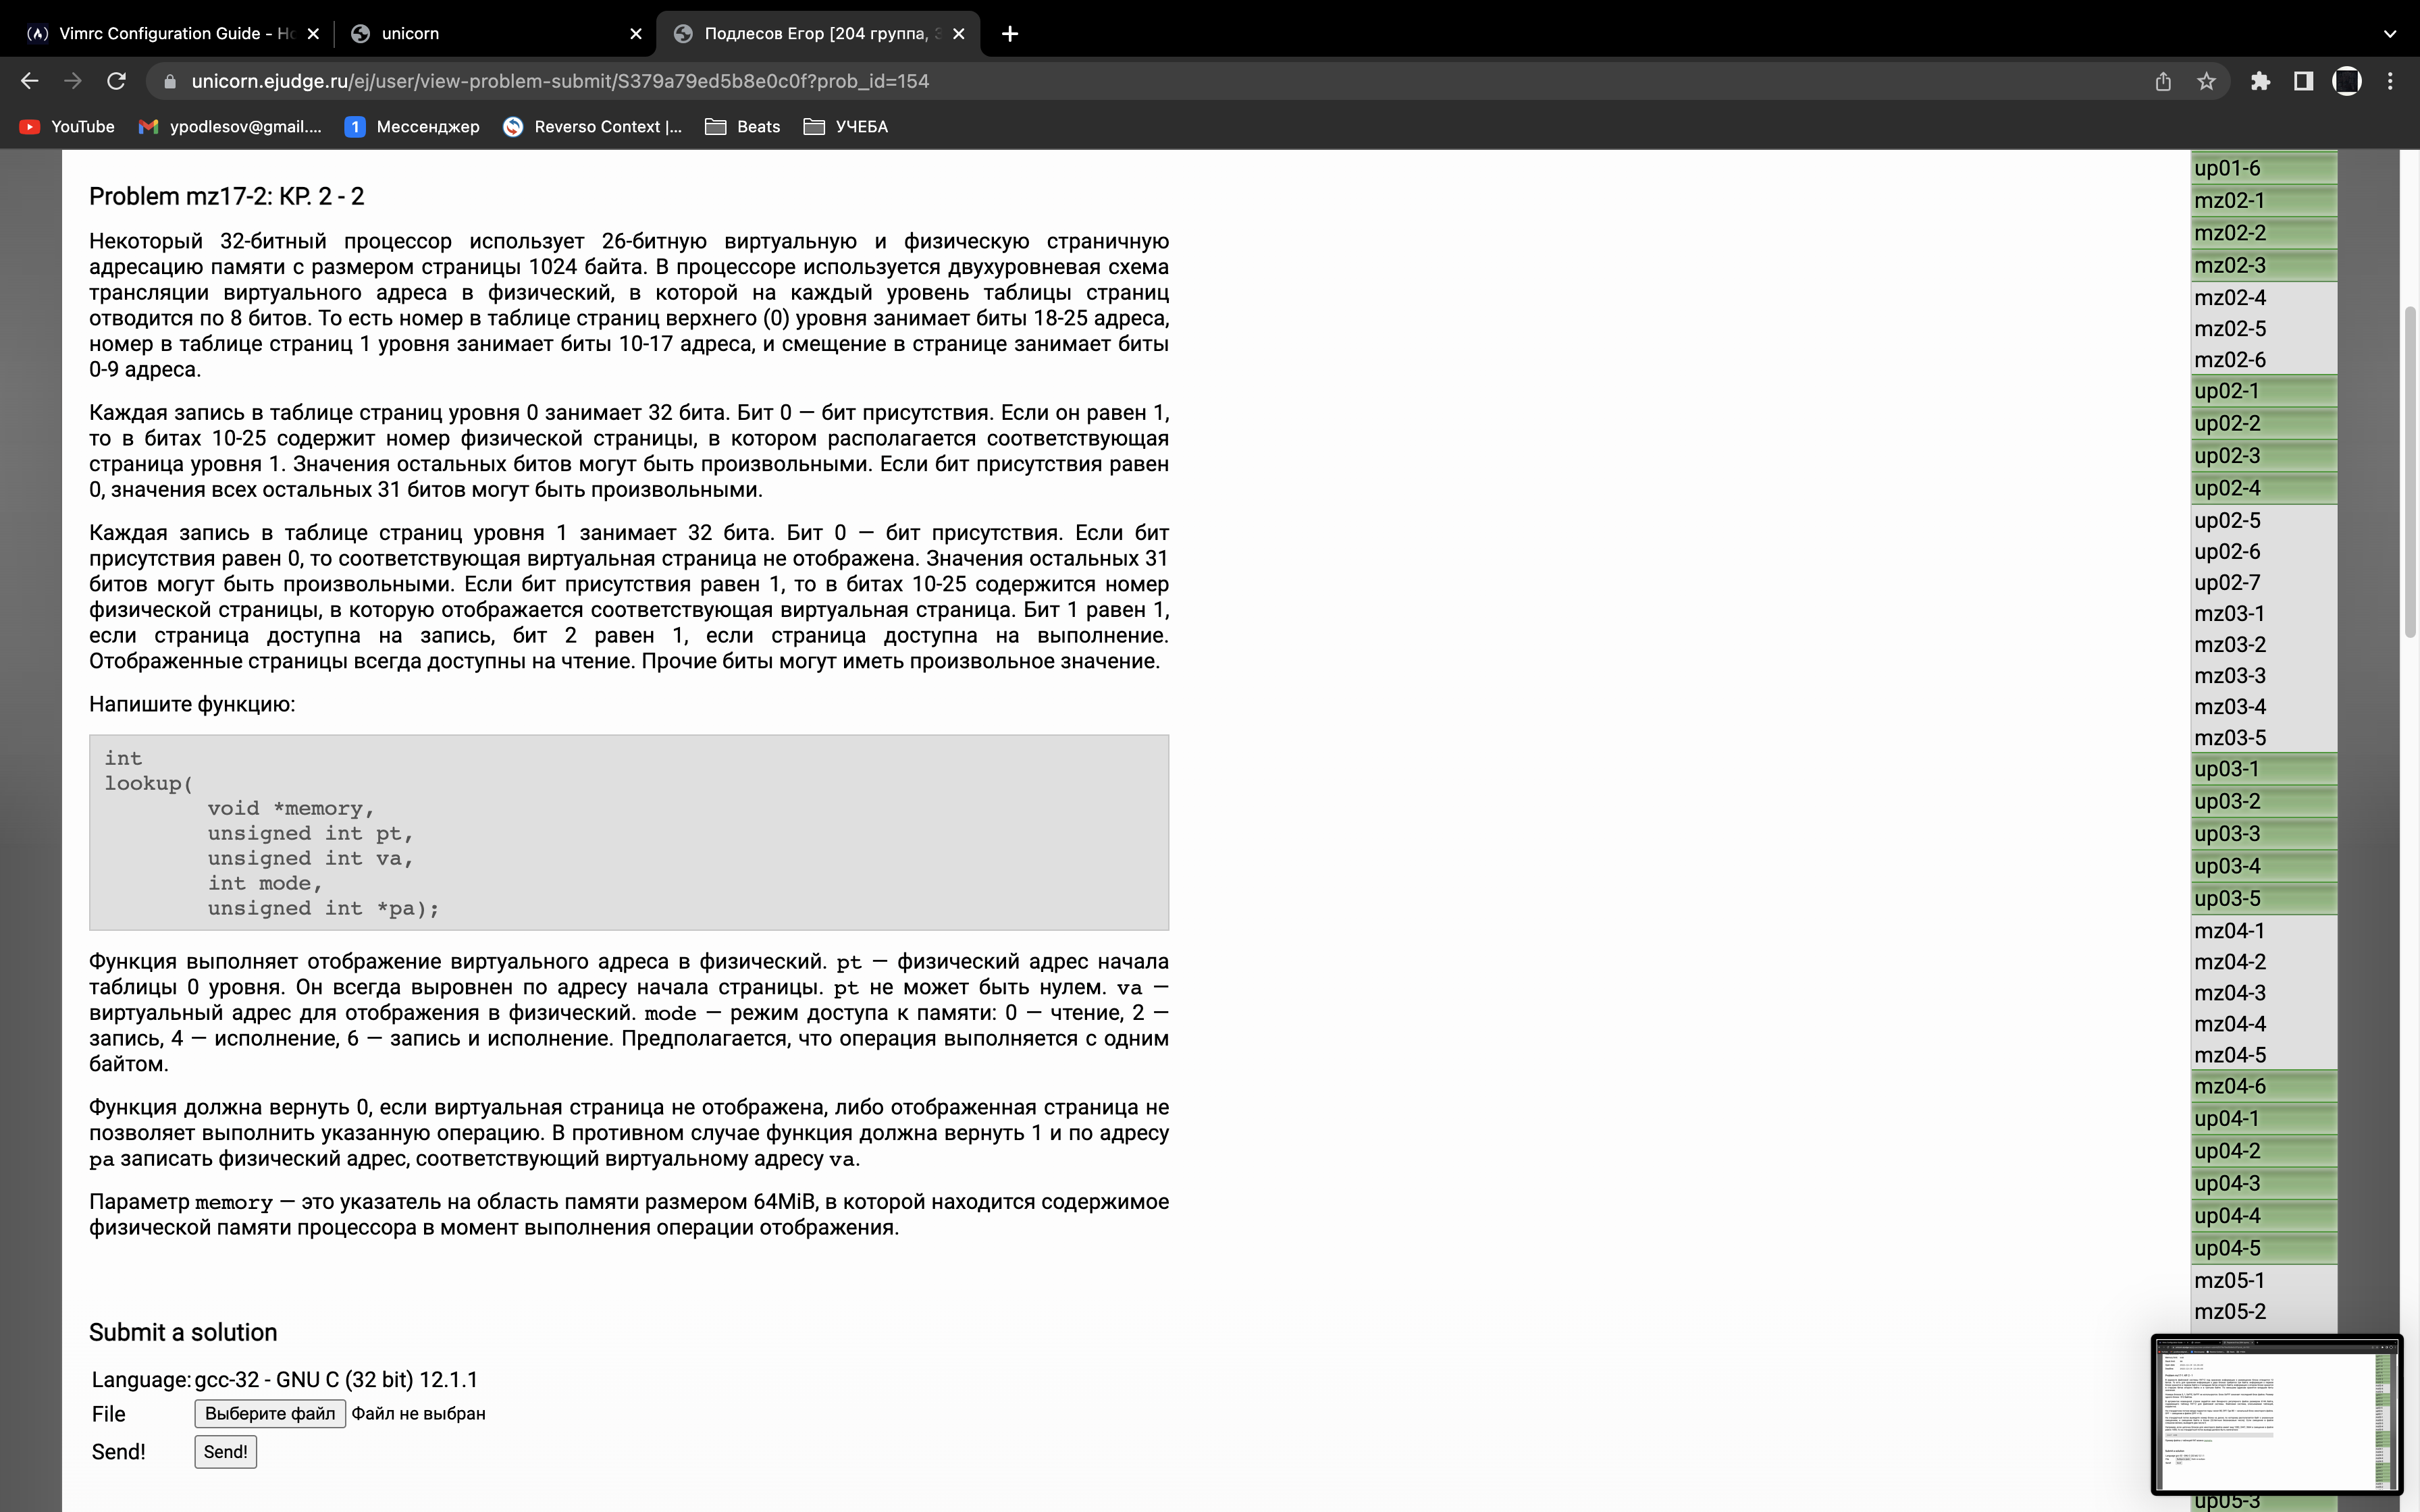 Vimrc Configuration Guide - Ho
unicorn
Подлесов Егор [204 группа, 3
unicorn.ejudge.ru/ej/user/view-problem-submit/S379a79ed5b8e0c0f?prob_id=154
YouTube
ypodlesov@gmail....
1 Мессенджер
Reverso Context |...
Beats
УЧЕБА
Problem mz17-2: КР. 2 - 2
Некоторый 32-битный процессор использует 26-битную виртуальную и физическую страничную
адресацию памяти с размером страницы 1024 байта. В процессоре используется двухуровневая схема
трансляции виртуального адреса в физический, в которой на каждый уровень таблицы страниц
отводится по 8 битов. То есть номер в таблице страниц верхнего (0) уровня занимает биты 18-25 адреса,
номер в таблице страниц 1 уровня занимает биты 10-17 адреса, и смещение в странице занимает биты
0-9 адреса.
Каждая запись в таблице страниц уровня 0 занимает 32 бита. Бит 0 — бит присутствия. Если он равен 1,
то в битах 10-25 содержит номер физической страницы, в котором располагается соответствующая
страница уровня 1. Значения остальных битов могут быть произвольными. Если бит присутствия равен
0, значения всех остальных 31 битов могут быть произвольными.
Каждая запись в таблице страниц уровня 1 занимает 32 бита. Бит 0 — бит присутствия. Если бит
присутствия равен 0, то соответствующая виртуальная страница не отображена. Значения остальных 31
битов могут быть произвольными. Если бит присутствия равен 1, то в битах 10-25 содержится номер
физической страницы, в которую отображается соответствующая виртуальная страница. Бит 1 равен 1,
если страница доступна на запись, бит 2 равен 1, если страница доступна на выполнение.
Отображенные страницы всегда доступны на чтение. Прочие биты могут иметь произвольное значение.
Напишите функцию:
int
lookup(
void *memory,
unsigned int pt,
unsigned int va,
int mode,
unsigned int *pa);
Функция выполняет отображение виртуального адреса в физический. pt — физический адрес начала
таблицы 0 уровня. Он всегда выровнен по адресу начала страницы. pt не может быть нулем. va —
виртуальный адрес для отображения в физический. mode — режим доступа к памяти: 0 — чтение, 2 —
запись, 4 — исполнение, 6 — запись и исполнение. Предполагается, что операция выполняется с одним
байтом.
Функция должна вернуть 0, если виртуальная страница не отображена, либо отображенная страница не
позволяет выполнить указанную операцию. В противном случае функция должна вернуть 1 и по адресу
pa записать физический адрес, соответствующий виртуальному адресу va.
Параметр memory — это указатель на область памяти размером 64MiB, в которой находится содержимое
физической памяти процессора в момент выполнения операции отображения.
Submit a solution
Language: gcc-32 - GNU C (32 bit) 12.1.1
File Выберите файл Файл не выбран
Send! Send!
up01-6
mz02-1
mz02-2
mz02-3
mz02-4
mz02-5
mz02-6
up02-1
up02-2
up02-3
up02-4
up02-5
up02-6
up02-7
mz03-1
mz03-2
mz03-3
mz03-4
mz03-5
up03-1
up03-2
up03-3
up03-4
up03-5
mz04-1
mz04-2
mz04-3
mz04-4
mz04-5
mz04-6
up04-1
up04-2
up04-3
up04-4
up04-5
mz05-1
mz05-2
up05-3